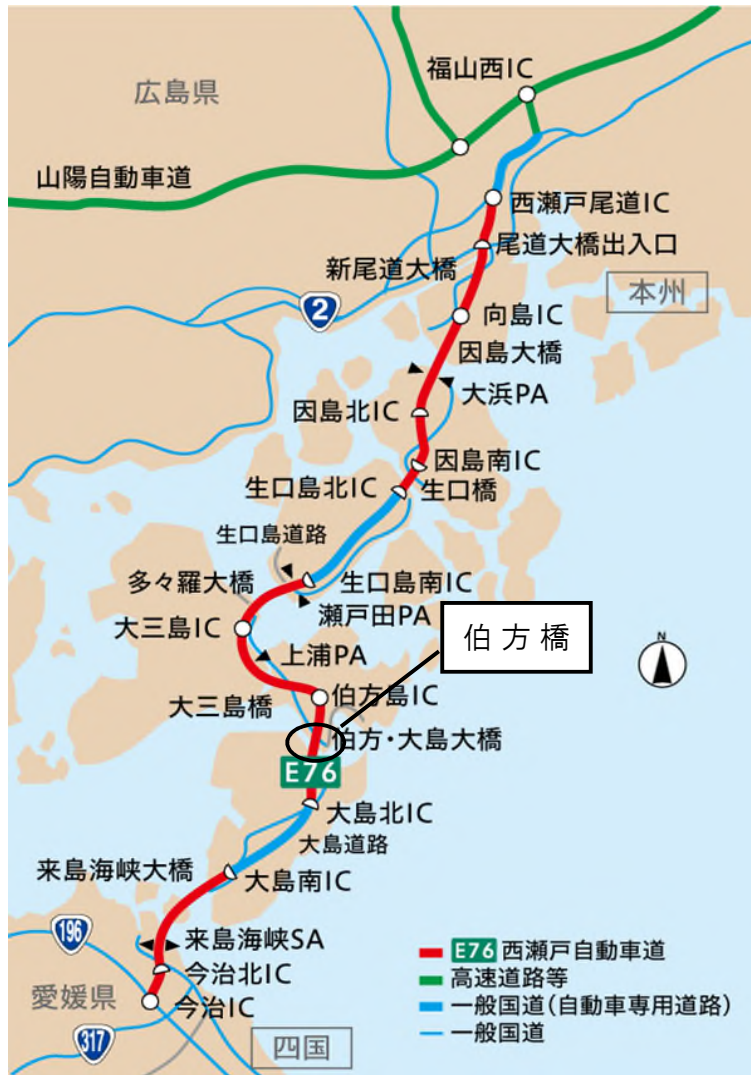 福山西IC
広島県
山陽自動車道
西瀬戸尾道IC
尾道大橋出入口
新尾道大橋
本州
2
向島IC
因島大橋
大浜PA
因島北IC
因島南IC
生口島北IC
生口橋
生口島道路
多々羅大橋
生口島南IC
瀬戸田PA
大三島IC
伯方橋
上浦PA
N
伯方島IC
大三島橋
伯方・大島大橋
E76
大島北IC
大島道路
来島海峡大橋
大島南IC
196
来島海峡SA
今治北IC
愛媛県
今治IC
317
四国
E76 西瀬戸自動車道
高速道路等
一般国道(自動車専用道路)
一般国道